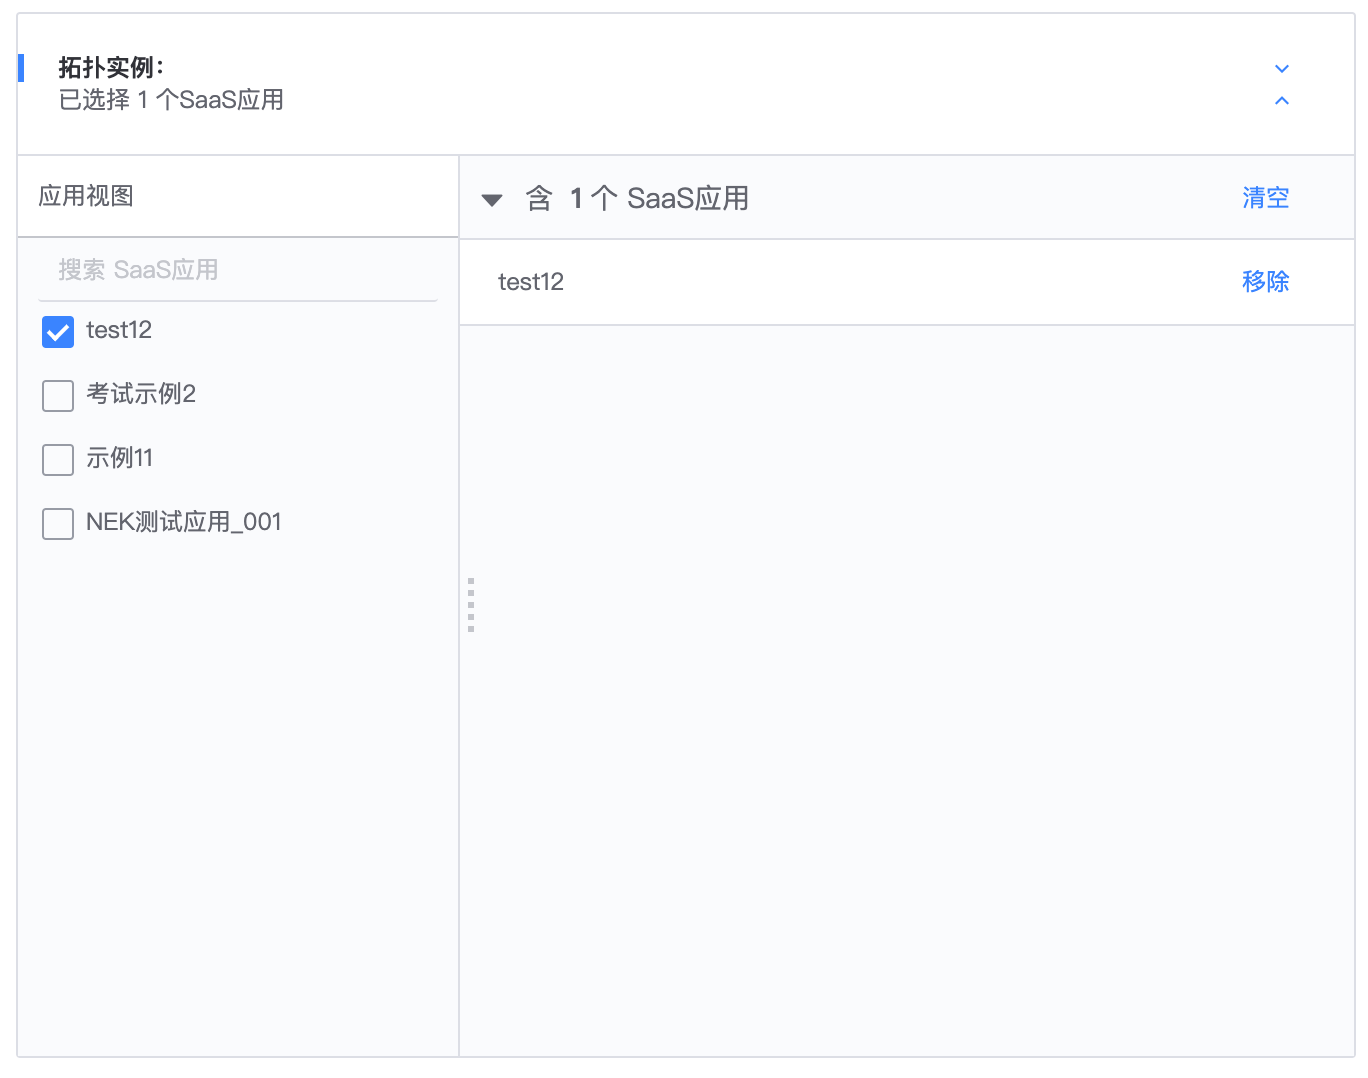 拓扑实例：
已选择 1 个SaaS应用
应用视图
搜索 SaaS应用
test12
考试示例2
示例11
NEK测试应用_001
含 1 个 SaaS应用
清空
test12
移除